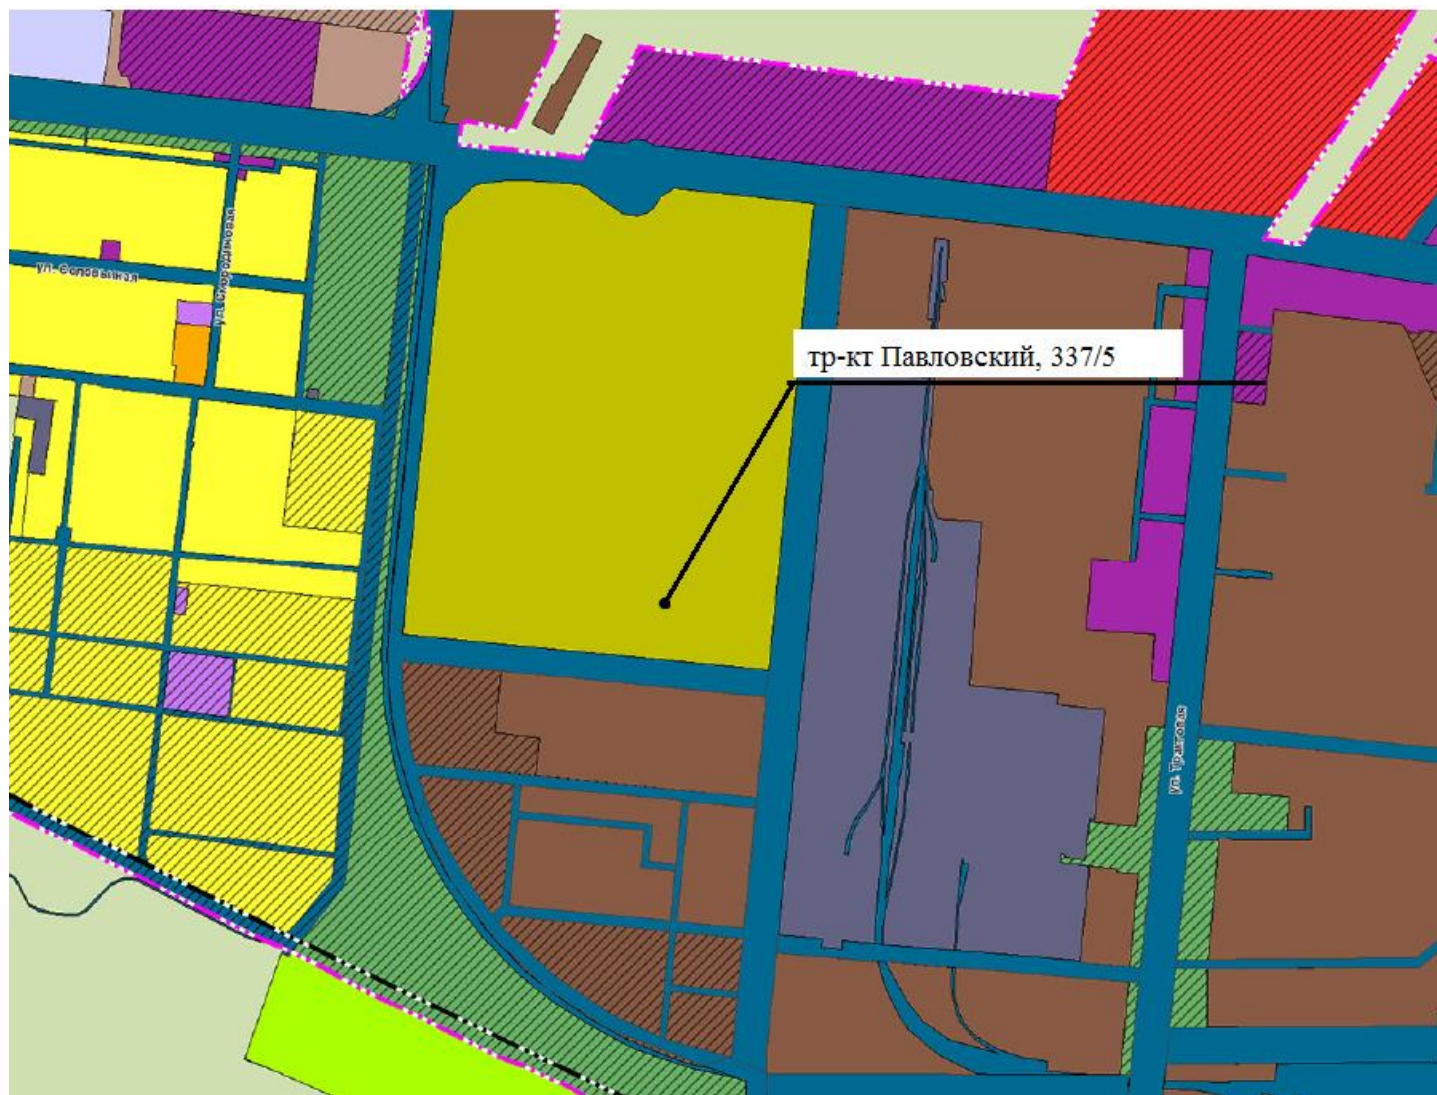 ул. Смородиновая
ул. Соловьиная
тр-кт Павловский, 337/5
ул. Трактовая